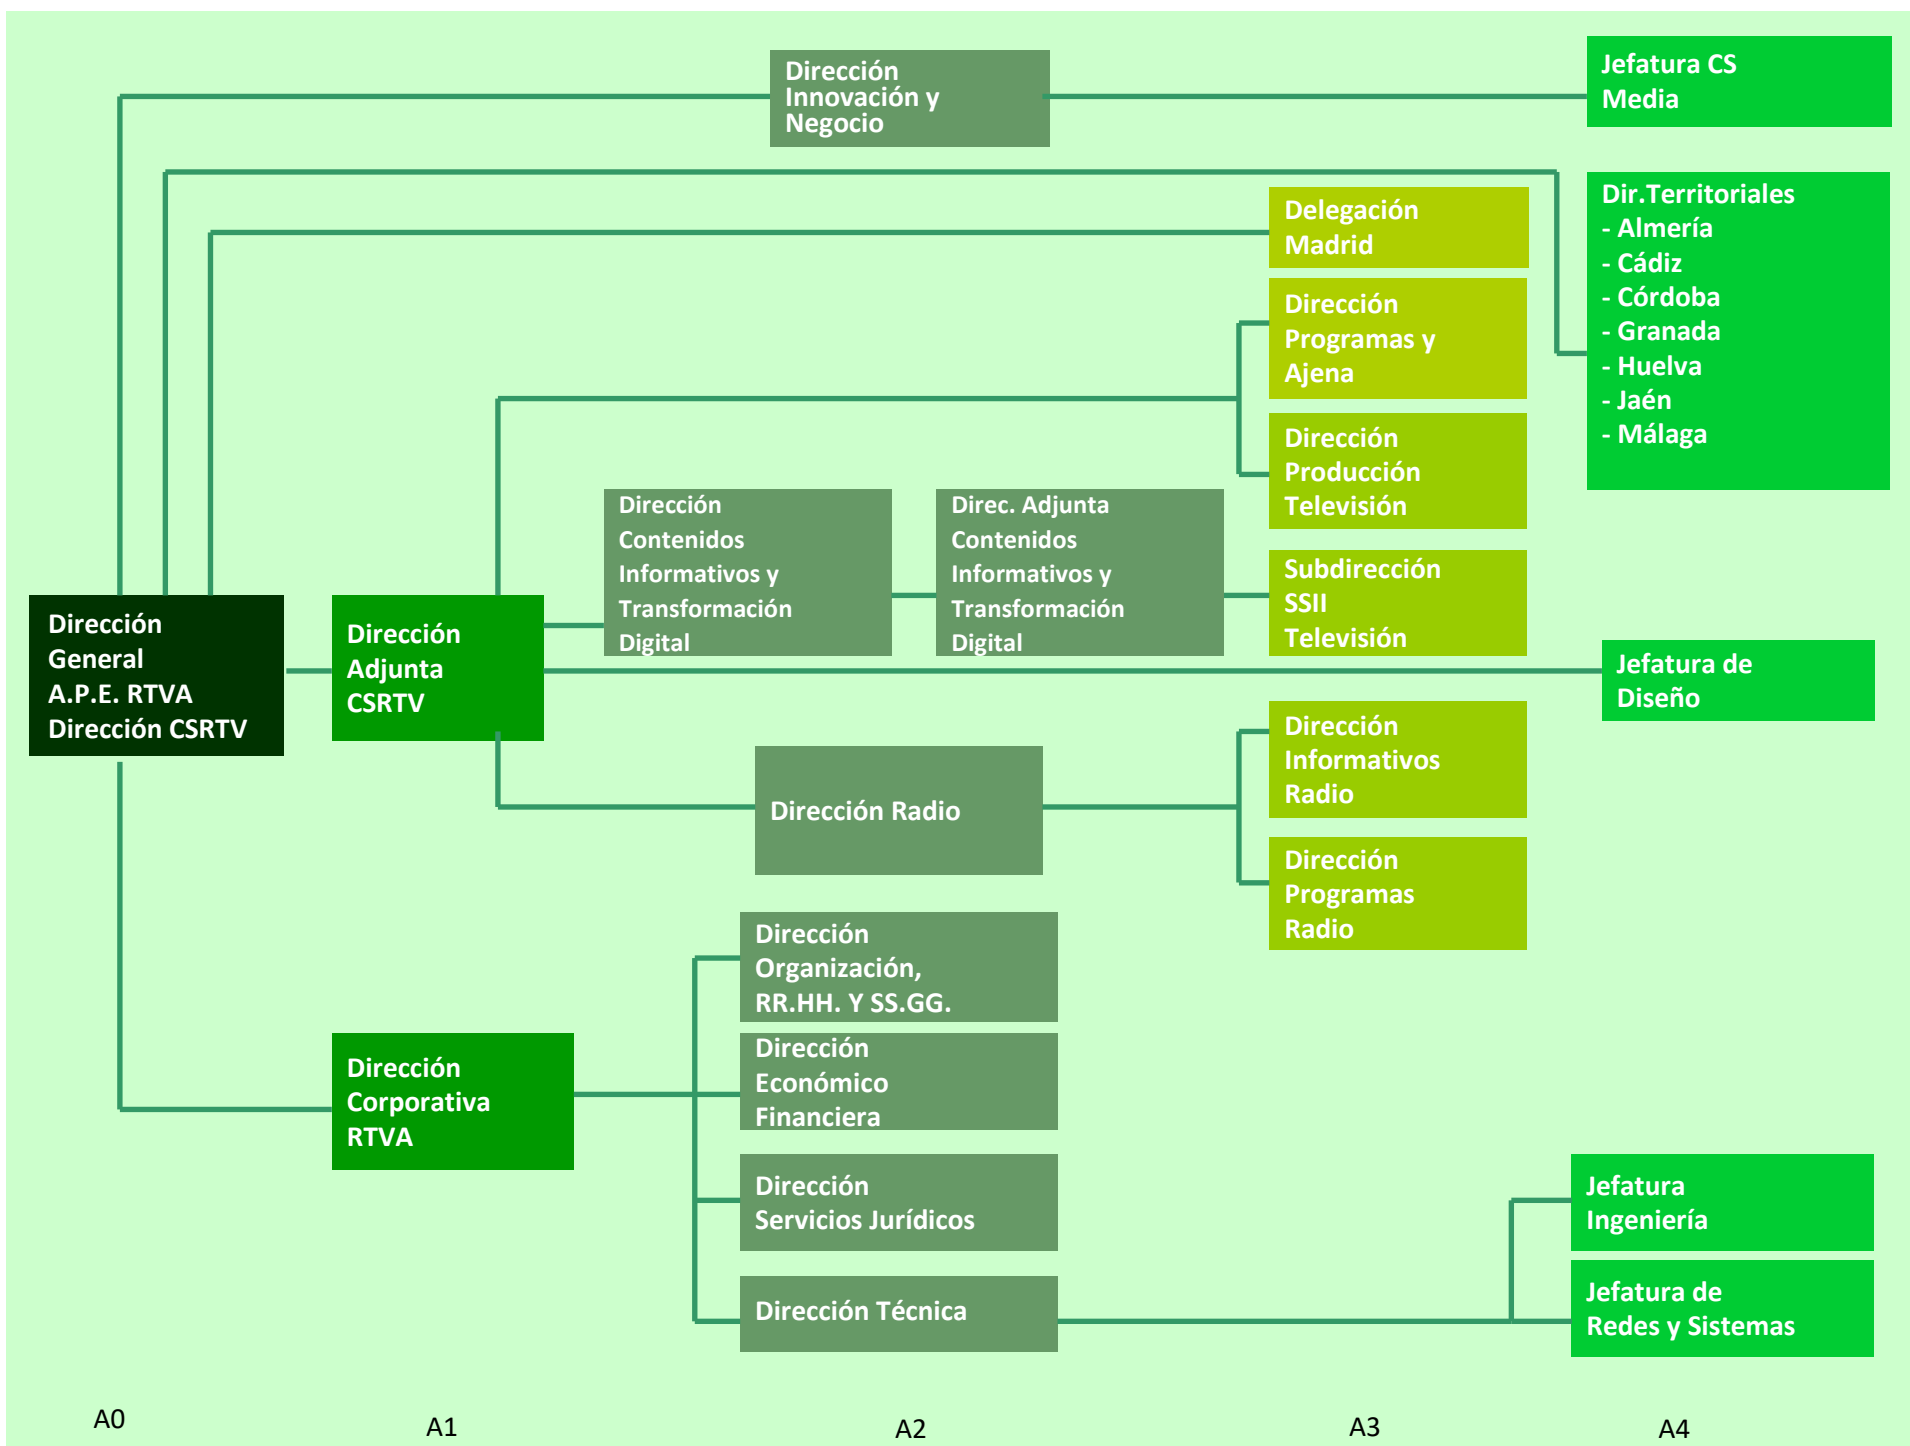 Dirección
Innovación y
Negocio
Jefatura CS
Media
Dir.Territoriales
- Almería
- Cádiz
- Córdoba
- Granada
- Huelva
- Jaén
- Málaga
Delegación
Madrid
Dirección
Programas y
Ajena
Dirección
Producción
Televisión
Dirección
Contenidos
Informativos y
Transformación
Digital
Direc. Adjunta
Contenidos
Informativos y
Transformación
Digital
Subdirección
SSII
Televisión
Dirección
General
A.P.E. RTVA
Dirección CSRTV
Dirección
Adjunta
CSRTV
Jefatura de
Diseño
Dirección Radio
Dirección
Informativos
Radio
Dirección
Programas
Radio
Dirección
Organización,
RR.HH. Y SS.GG.
Dirección
Corporativa
RTVA
Dirección
Económico
Financiera
Dirección
Servicios Jurídicos
Dirección Técnica
Jefatura
Ingeniería
Jefatura de
Redes y Sistemas
A0
A1
A2
A3
A4